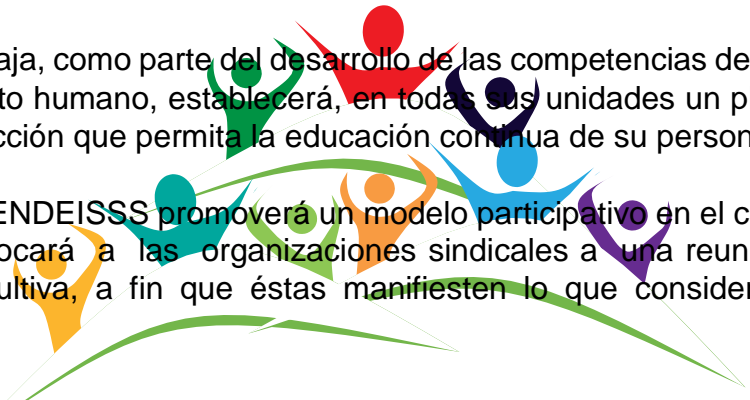 aja, como parte del desarrollo de las competencias de
to humano, establecerá, en todas sus unidades un p
cción que permita la educación continua de su person
ENDEISSS promoverá un modelo participativo en el c
ocará a las organizaciones sindicales a una reun
ultiva, a fin que éstas manifiesten lo que consider